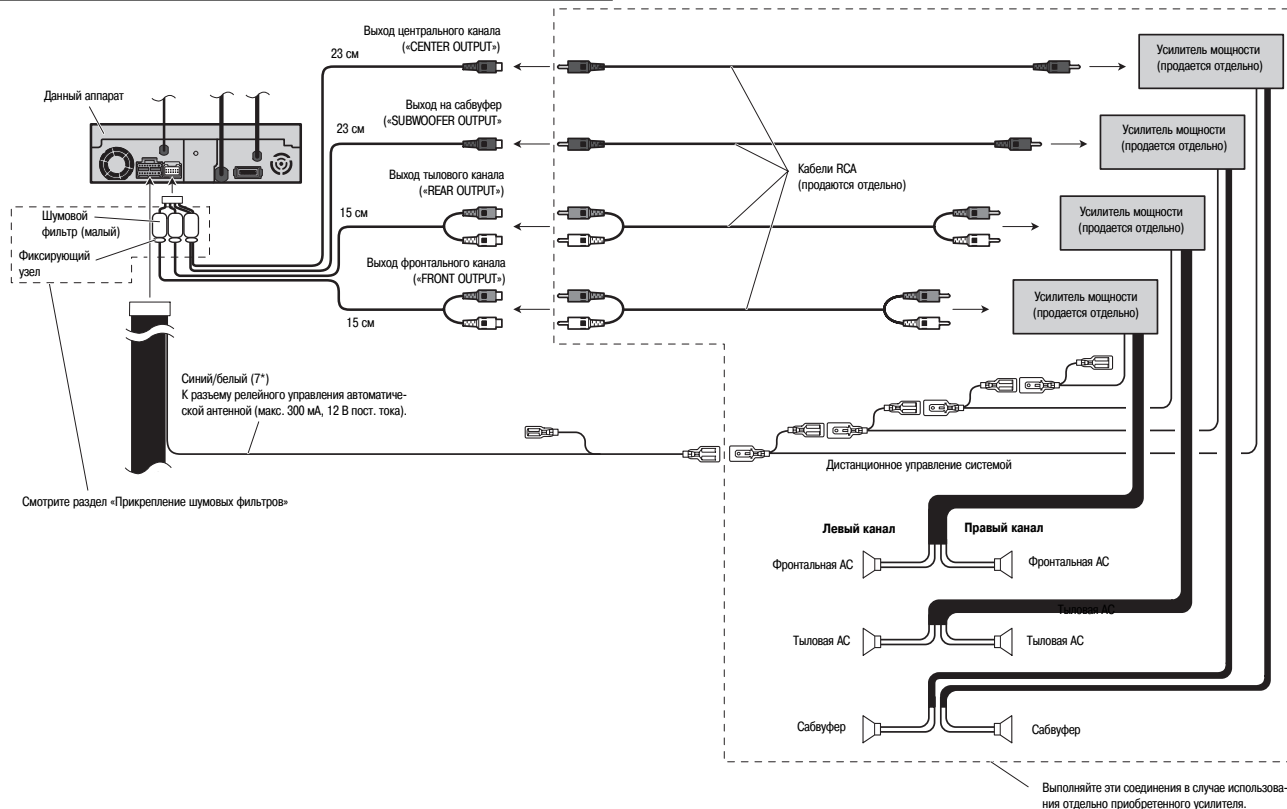 Выход центрального канала
(«CENTER OUTPUT»)
23 см
Усилитель мощности
(продается отдельно)
Данный аппарат
Выход на сабвуфер
(«SUBWOOFER OUTPUT»
23 см
Усилитель мощности
(продается отдельно)
Кабели RCA
(продаются отдельно)
Выход тылового канала
(«REAR OUTPUT»)
15 см
Усилитель мощности
(продается отдельно)
Шумовой
фильтр (малый)
Фиксирующий
узел
Выход фронтального канала
(«FRONT OUTPUT»)
15 см
Усилитель мощности
(продается отдельно)
Синий/белый (7*)
К разъему релейного управления автоматиче-
ской антенной (макс. 300 мА, 12 В пост. тока).
Дистанционное управление системой
Смотрите раздел «Прикрепление шумовых фильтров»
Левый канал
Правый канал
Фронтальная АС
Фронтальная АС
Тыловая АС
Тыловая АС
Тыловая АС
Сабвуфер
Сабвуфер
Выполняйте эти соединения в случае использова-
ния отдельно приобретенного усилителя.